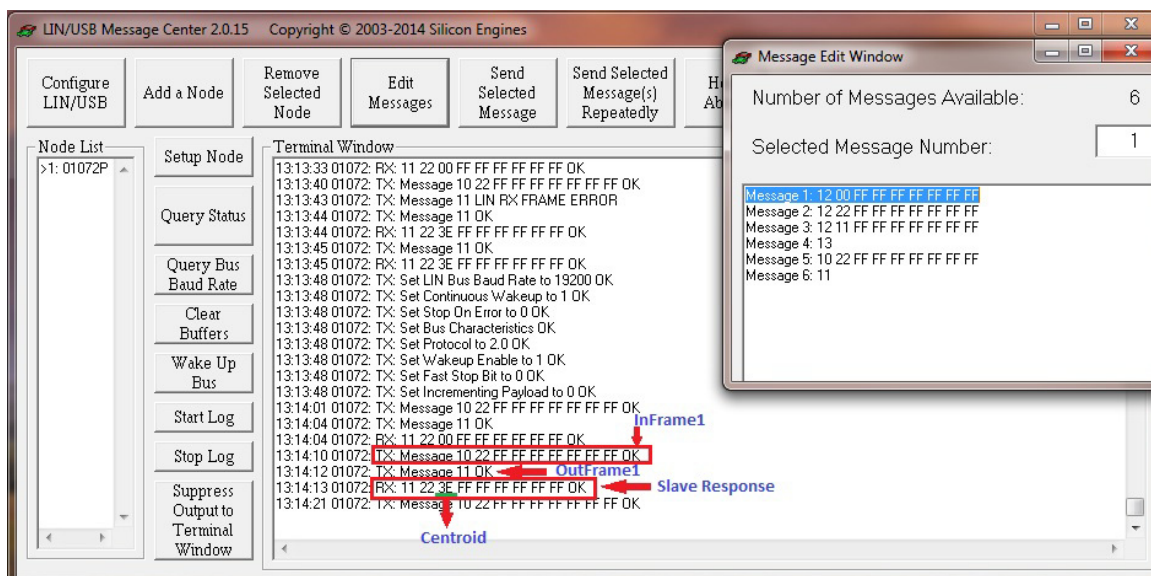 LIN/USB Message Center 2.0.15 Copyright © 2003-2014 Silicon Engines
Configure LIN/USB
Add a Node
Remove Selected Node
Edit Messages
Send Selected Message
Send Selected Message(s) Repeatedly
Message Edit Window
Number of Messages Available: 6
Selected Message Number: 1
Message 1: 12 00 FF FF FF FF FF FF FF
Message 2: 12 22 FF FF FF FF FF FF FF
Message 3: 12 11 FF FF FF FF FF FF FF
Message 4: 13
Message 5: 10 22 FF FF FF FF FF FF FF
Message 6: 11
Node List
>1: 01072P
Setup Node
Query Status
Query Bus Baud Rate
Clear Buffers
Wake Up Bus
Start Log
Stop Log
Suppress Output to Terminal Window
Terminal Window
13:13:33 01072: RX: 11 22 00 FF FF FF FF FF FF OK
13:13:40 01072: TX: Message 10 22 FF FF FF FF FF FF FF OK
13:13:43 01072: TX: Message 11 LIN RX FRAME ERROR
13:13:44 01072: TX: Message 11 OK
13:13:44 01072: RX: 11 22 3E FF FF FF FF FF FF OK
13:13:45 01072: TX: Message 11 OK
13:13:45 01072: RX: 11 22 3E FF FF FF FF FF FF OK
13:13:48 01072: TX: Set LIN Bus Baud Rate to 19200 OK
13:13:48 01072: TX: Set Continuous Wakeup to 1 OK
13:13:48 01072: TX: Set Stop On Error to 0 OK
13:13:48 01072: TX: Set Bus Characteristics OK
13:13:48 01072: TX: Set Protocol to 2.0 OK
13:13:48 01072: TX: Set Wakeup Enable to 1 OK
13:13:48 01072: TX: Set Fast Stop Bit to 0 OK
13:13:48 01072: TX: Set Incrementing Payload to 0 OK
13:14:01 01072: TX: Message 10 22 FF FF FF FF FF FF FF OK
13:14:04 01072: TX: Message 11 OK
InFrame1
13:14:04 01072: RX: 11 22 00 FF FF FF FF FF FF OK
13:14:10 01072: TX: Message 10 22 FF FF FF FF FF FF FF OK
13:14:12 01072: TX: Message 11 OK
OutFrame1
13:14:13 01072: RX: 11 22 3E FF FF FF FF FF FF OK
Slave Response
13:14:21 01072: TX: Message 10 22 FF FF FF FF FF FF FF OK
Centroid